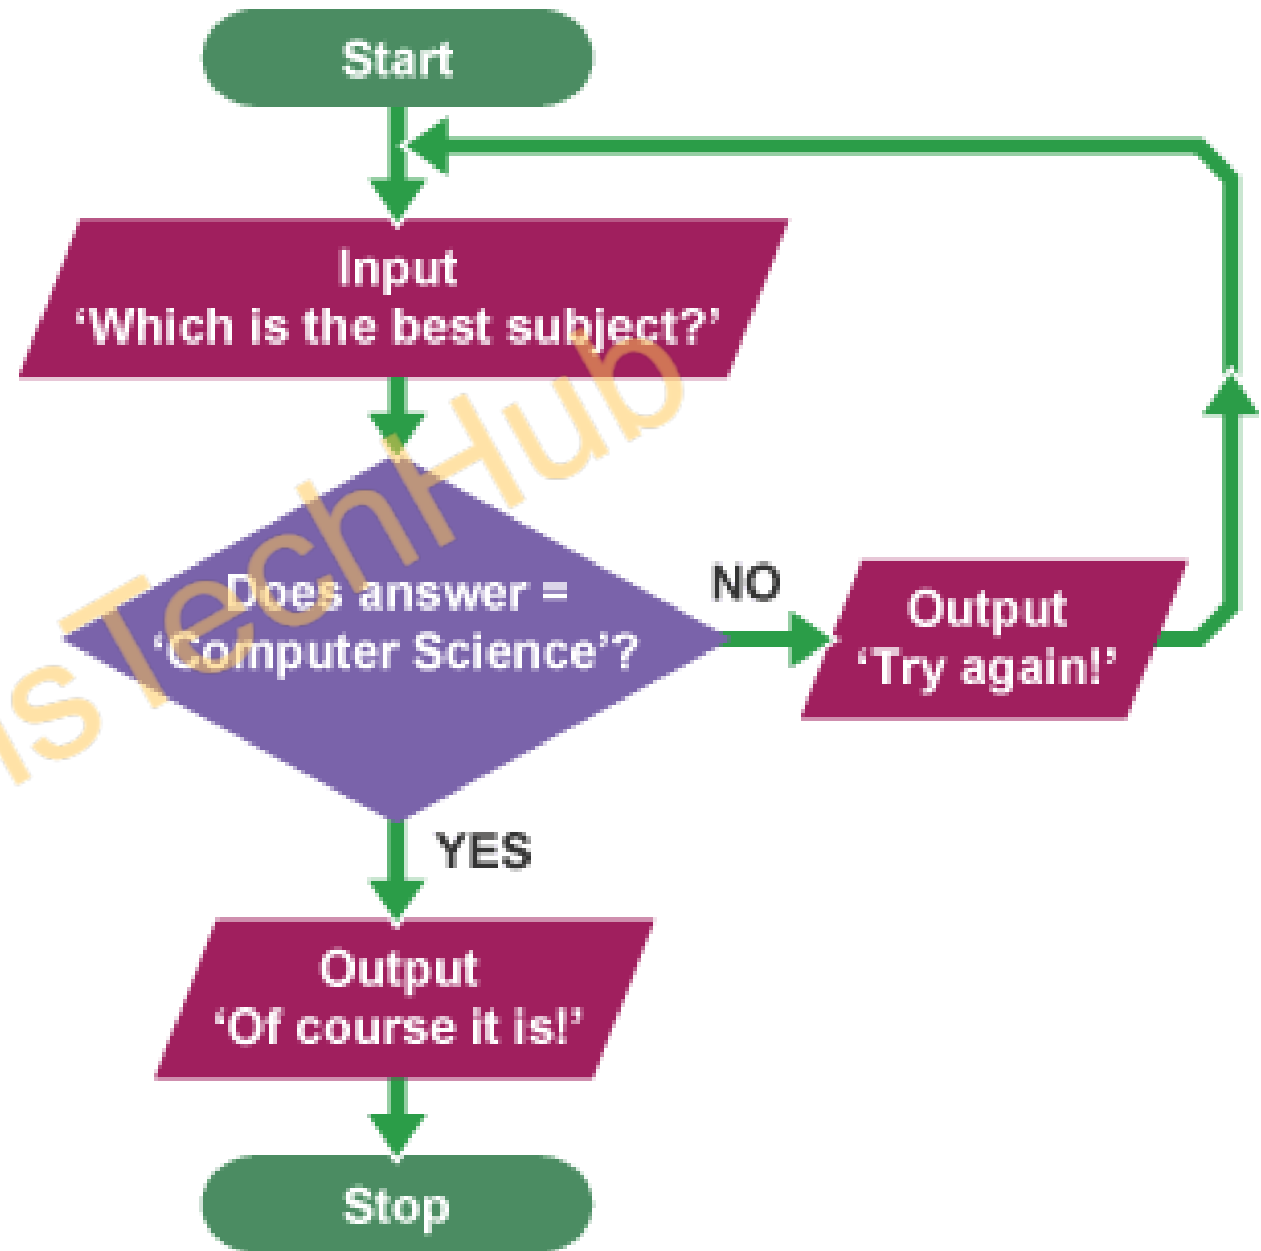 Start
Input
‘Which is the best subject?’
Does answer =
‘Computer Science’?
NO
Output
‘Try again!’
YES
Output
‘Of course it is!’
Stop
isTechHub